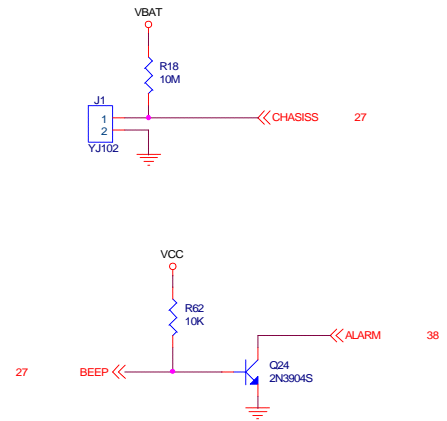 VBAT
R18
10M
J1
1
2
YJ102
CHASISS 27
VCC
R62
10K
ALARM 38
27 BEEP
Q24
2N3904S